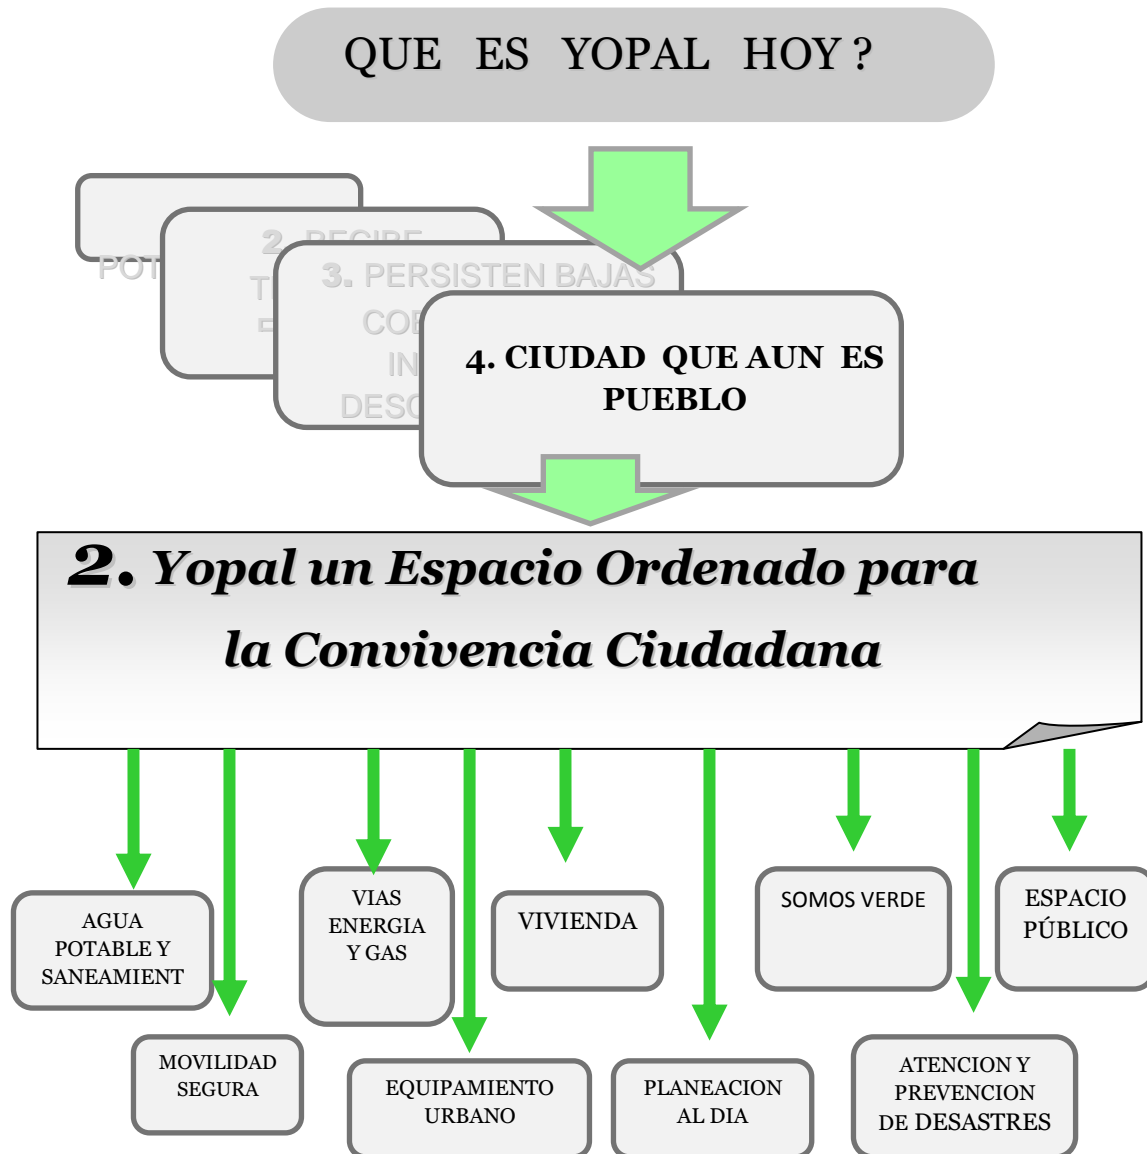 QUE ES YOPAL HOY ?
2. RECIBE
3. PERSISTEN BAJAS
4. CIUDAD QUE AUN ES
PUEBLO
2. Yopal un Espacio Ordenado para
la Convivencia Ciudadana
AGUA
POTABLE Y
SANEAMIENT
MOVILIDAD
SEGURA
VIAS
ENERGIA
Y GAS
EQUIPAMIENTO
URBANO
VIVIENDA
PLANEACION
AL DIA
SOMOS VERDE
ATENCION Y
PREVENCION
DE DESASTRES
ESPACIO
PÚBLICO